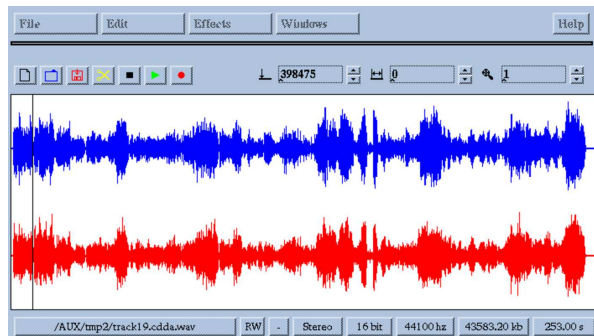 File Edit Effects Windows Help
398475 0 1
/AUX/tmp2/track19.cdda.wav RW - Stereo 16 bit 44100 hz 43583.20 kb 253.00 s